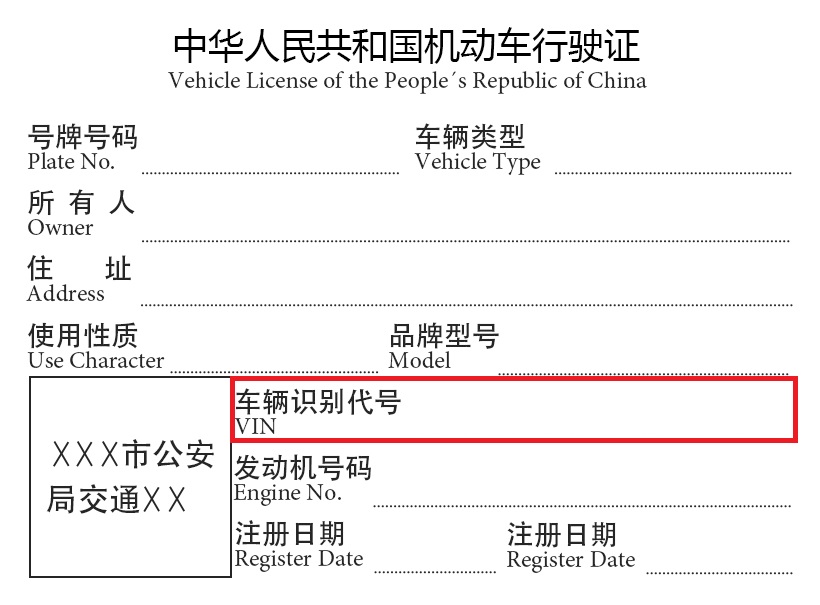 中华人民共和国机动车行驶证
Vehicle License of the People´s Republic of China
号牌号码 车辆类型
Plate No. Vehicle Type
所有人
Owner
住 址
Address
使用性质 品牌型号
Use Character Model
车辆识别代号
VIN
XXX市公安
局交通XX
发动机号码
Engine No.
注册日期 注册日期
Register Date Register Date